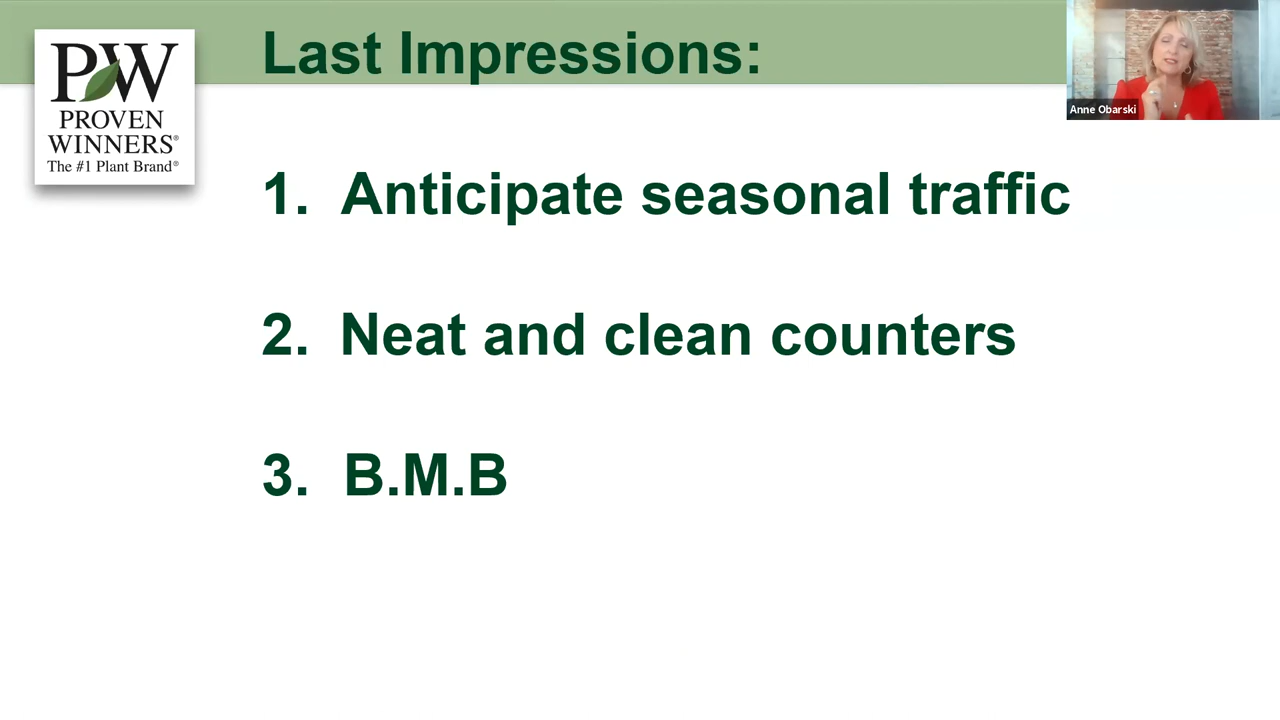 Last Impressions:
PW
PROVEN
WINNERS®
The #1 Plant Brand®
Anne Obarski
1. Anticipate seasonal traffic
2. Neat and clean counters
3. B.M.B